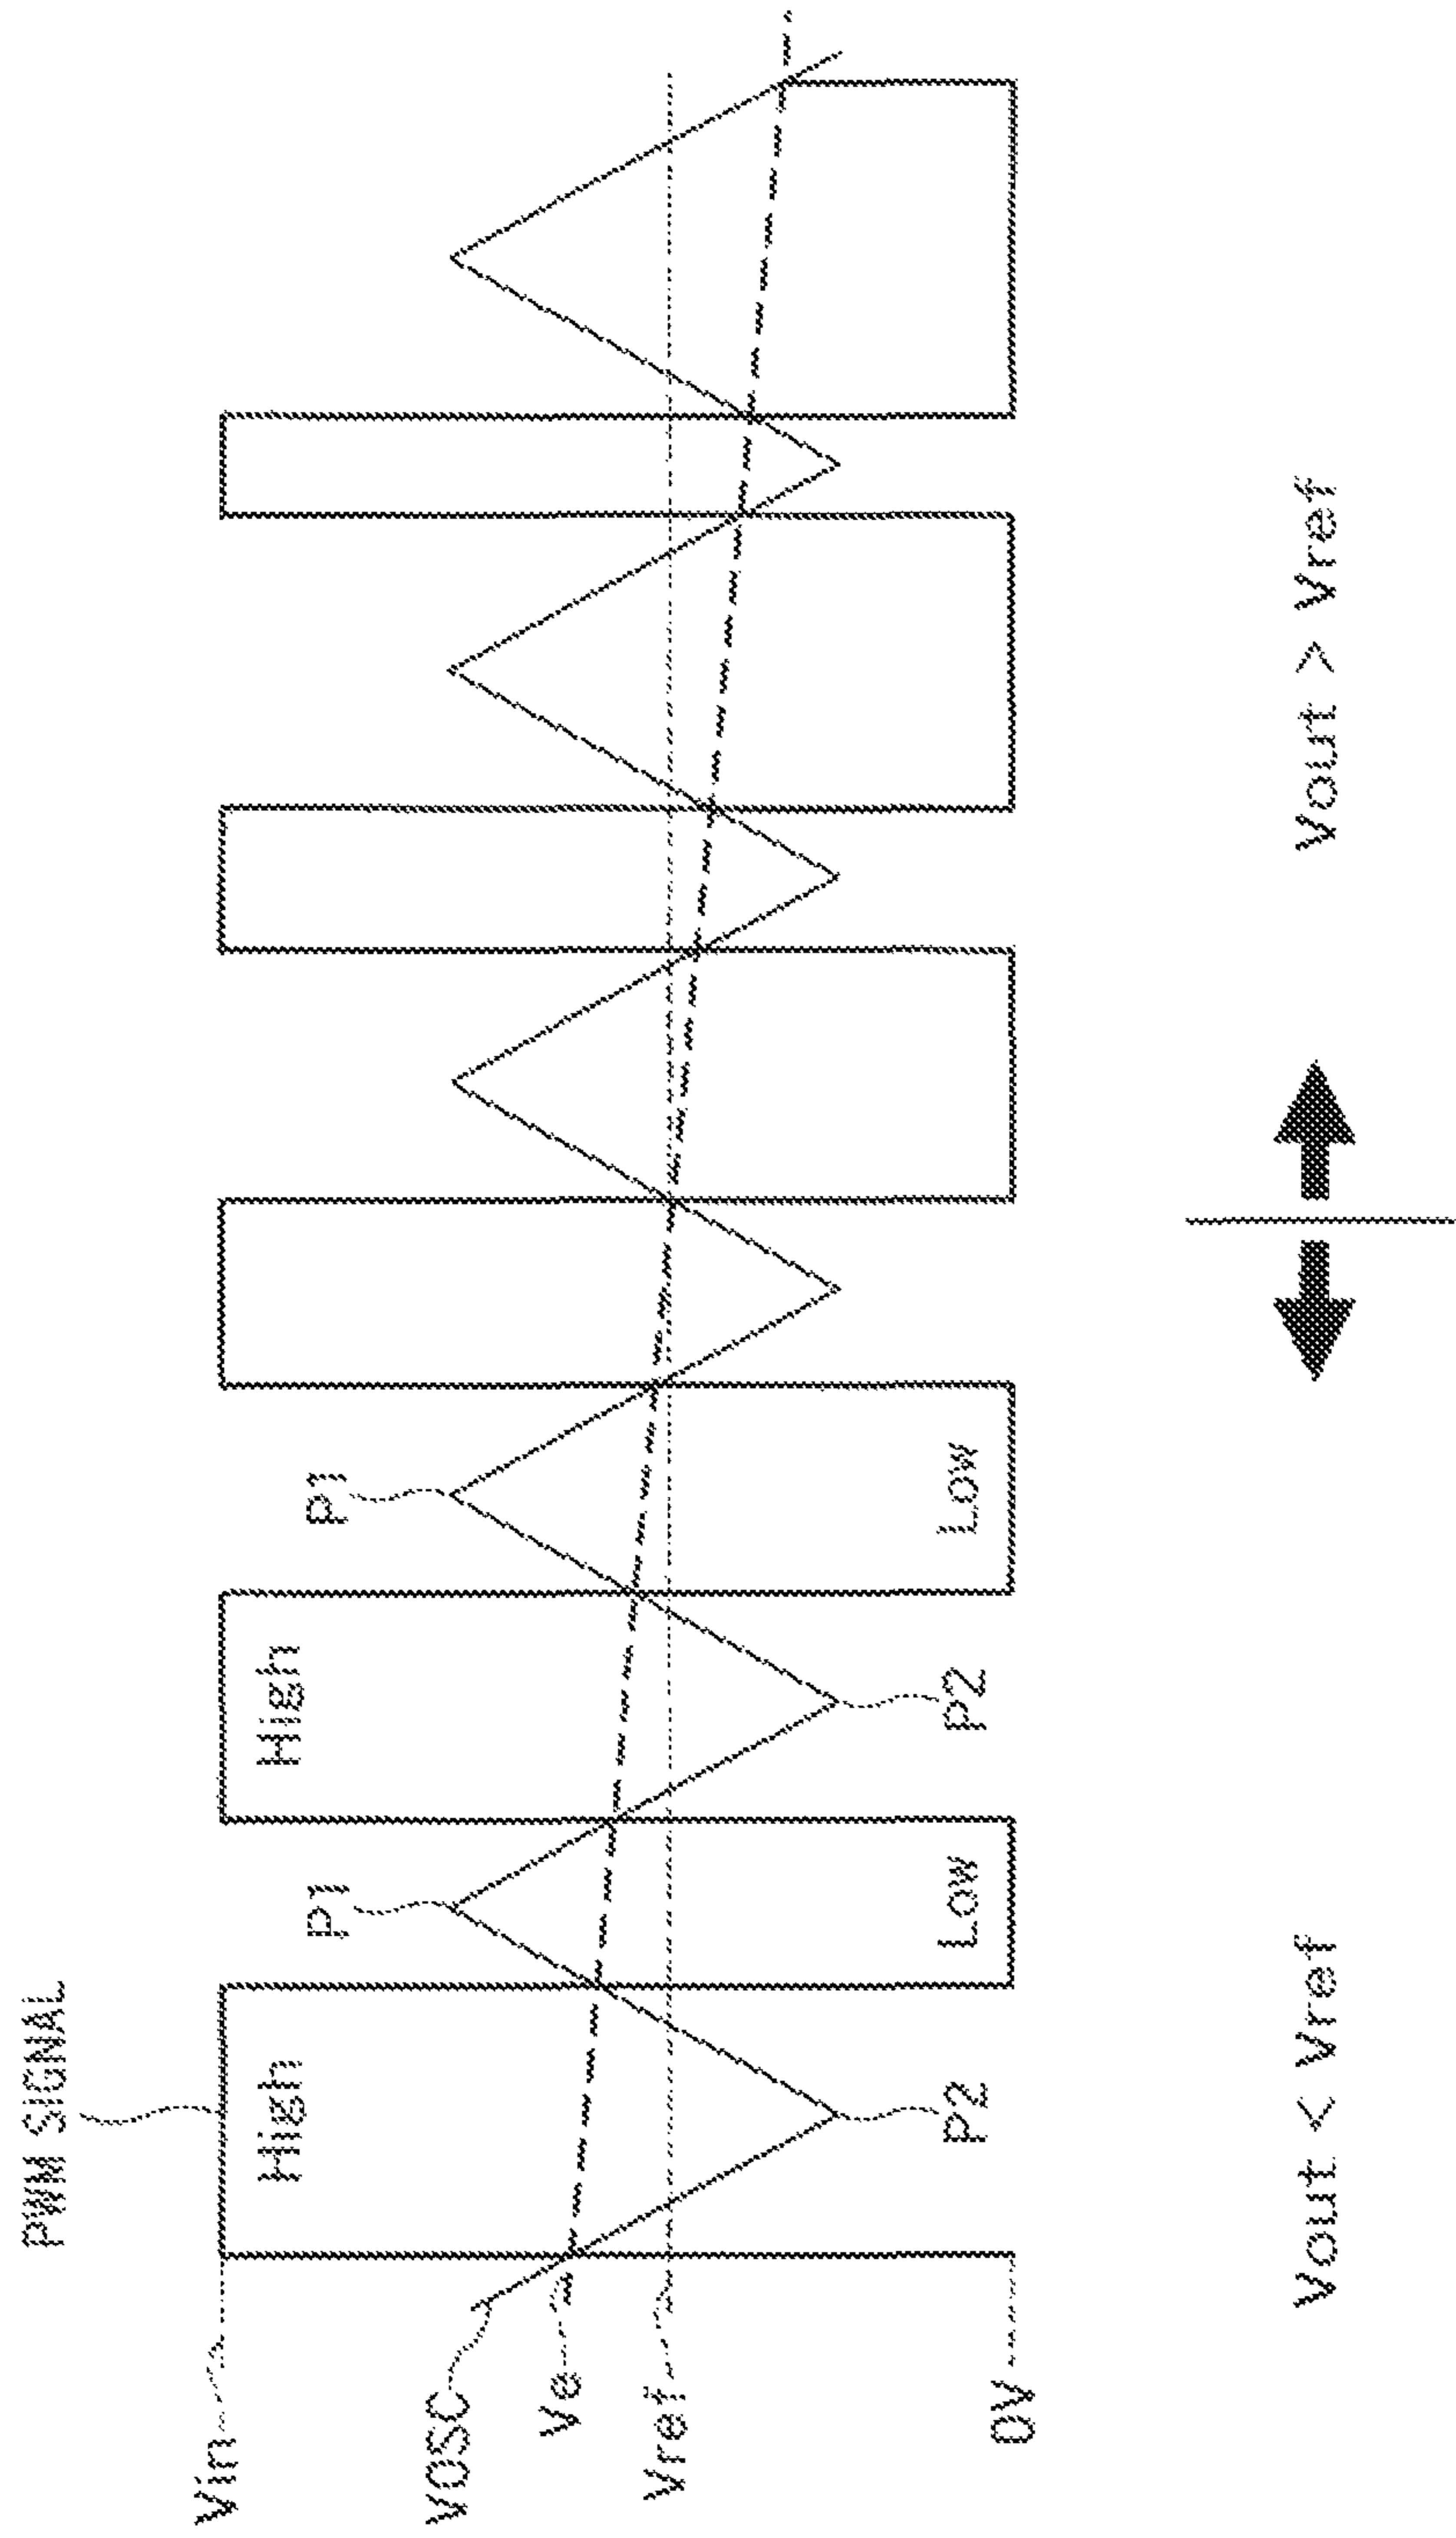 PWM SIGNAL
Vin
High
High
P1
P1
VOSC
Ve
Vref
0V
Low
Low
P2
P2
Vout < Vref
Vout > Vref